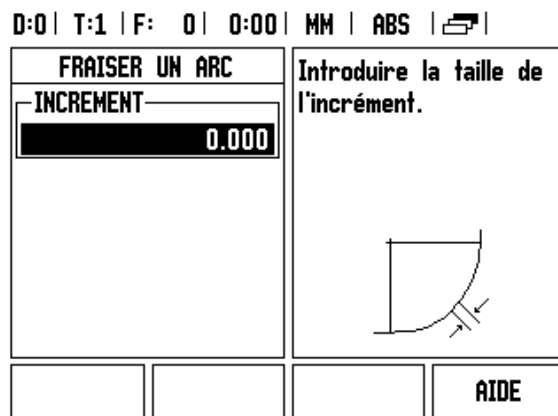 D:0 | T:1 | F: 0 | 0:00 | MM | ABS | |
FRAISER UN ARC
INCREMENT
0.000
Introduire la taille de
l'incrément.
AIDE